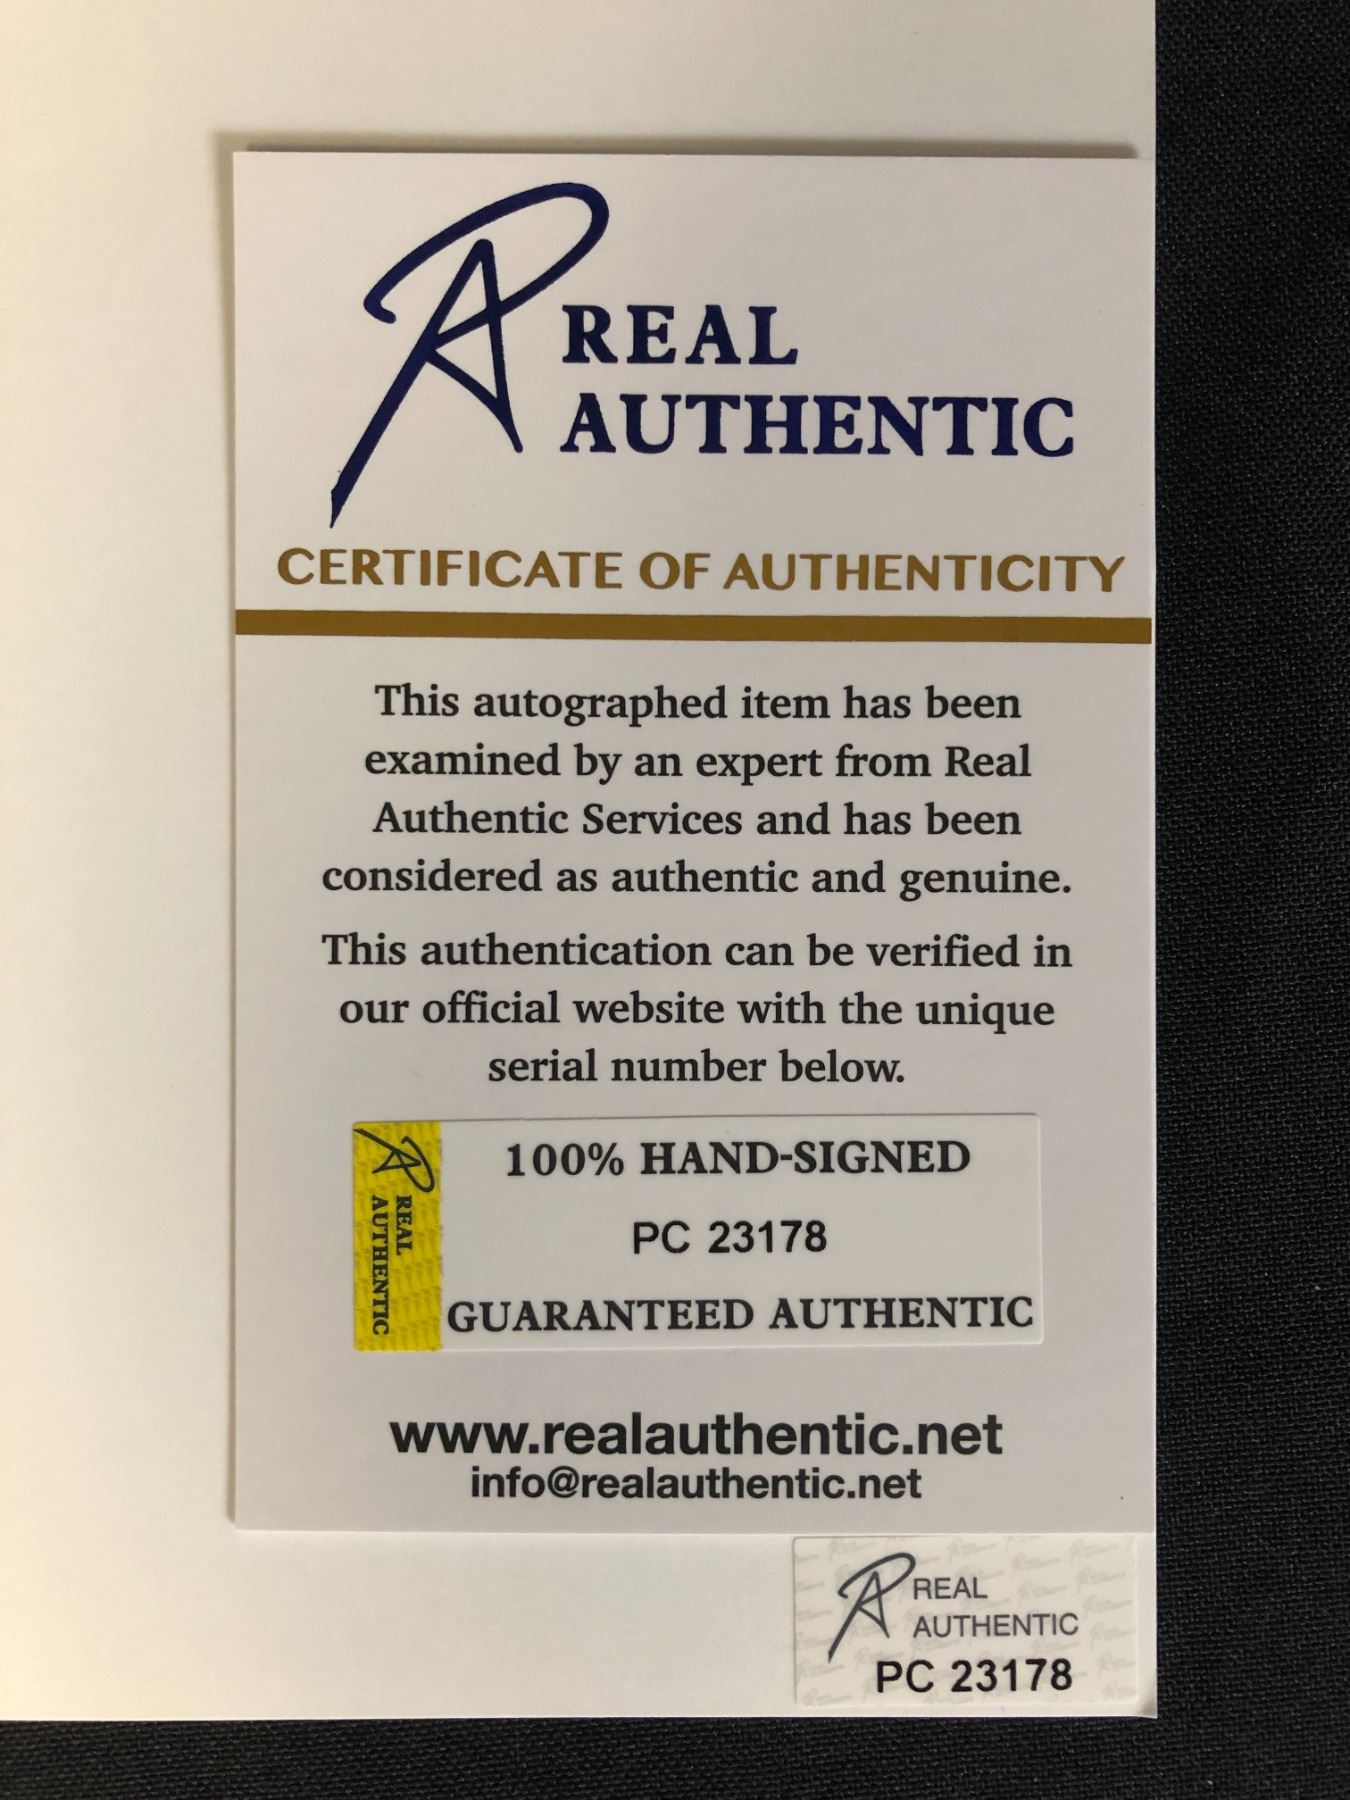 REAL
AUTHENTIC
CERTIFICATE OF AUTHENTICITY
This autographed item has been
examined by an expert from Real
Authentic Services and has been
considered as authentic and genuine.
This authentication can be verified in
our official website with the unique
serial number below.
REAL
AUTHENTIC
100% HAND-SIGNED
PC 23178
GUARANTEED AUTHENTIC
www.realauthentic.net
info@realauthentic.net
REAL
AUTHENTIC
PC 23178